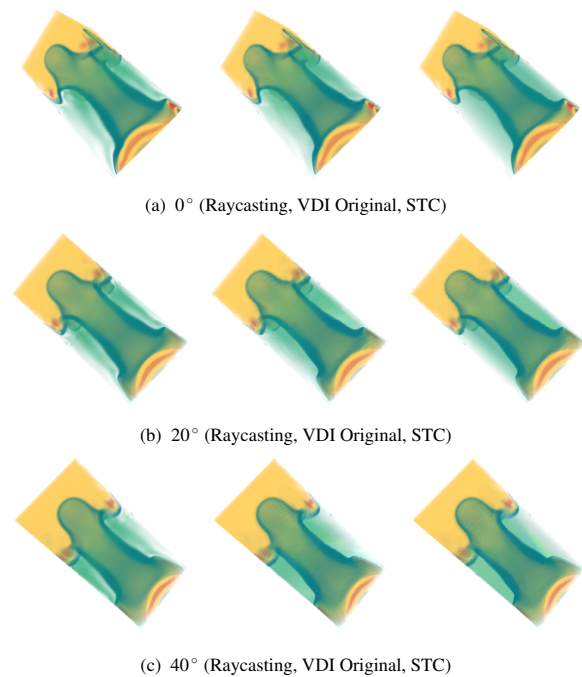 (a) 0° (Raycasting, VDI Original, STC)
(b) 20° (Raycasting, VDI Original, STC)
(c) 40° (Raycasting, VDI Original, STC)